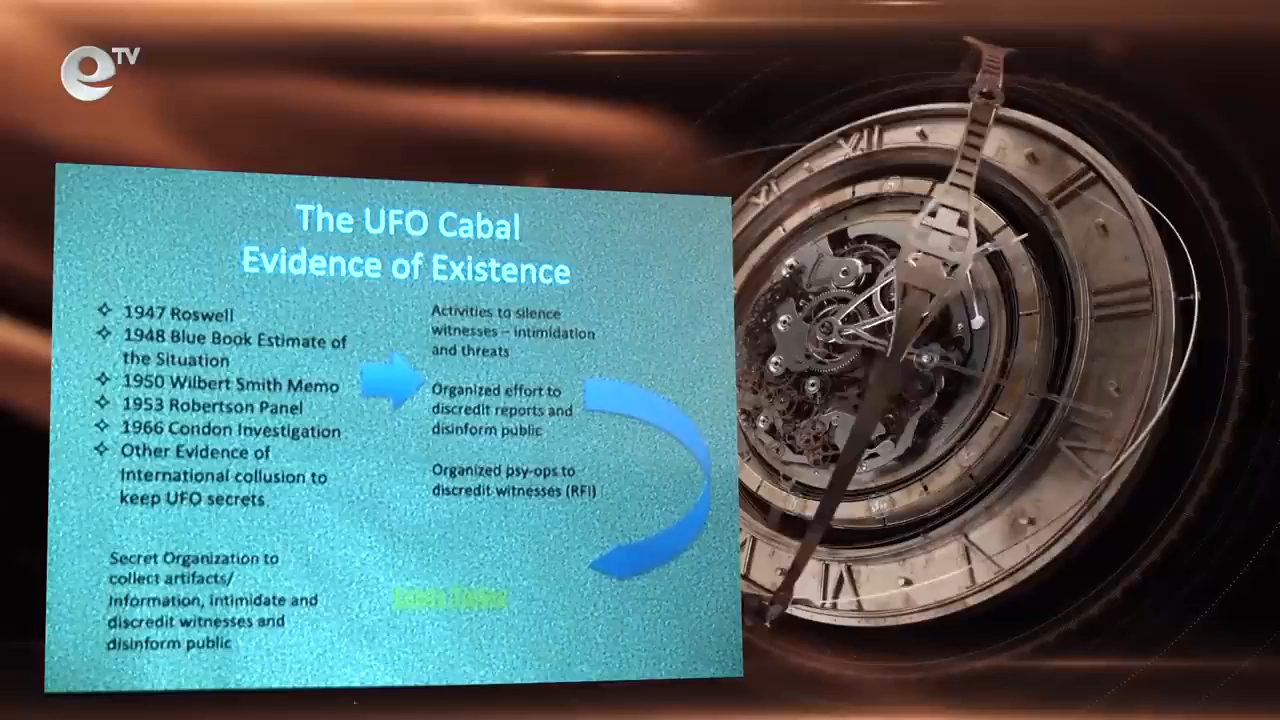 eTV
The UFO Cabal
Evidence of Existence
1947 Roswell
1948 Blue Book Estimate of
the Situation
1950 Wilbert Smith Memo
1953 Robertson Panel
1966 Condon Investigation
Other Evidence of
International collusion to
keep UFO secrets
Activities to silence
witnesses – intimidation
and threats
Organized effort to
discredit reports and
disinform public
Organized psy-ops to
discredit witnesses (RFI)
Secret Organization to
collect artifacts/
Information, intimidate and
discredit witnesses and
disinform public
XII
XI
III